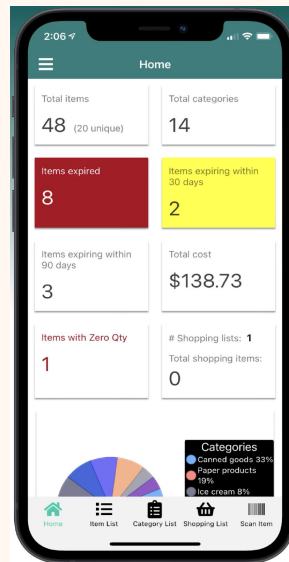 2:06
Home
Total items
48 (20 unique)
Total categories
14
Items expired
8
Items expiring within
30 days
2
Items expiring within
90 days
3
Total cost
$138.73
Items with Zero Qty
1
# Shopping lists: 1
Total shopping items:
0
Categories
Canned goods 33%
Paper products
19%
Ice cream 8%
Home
Item List
Category List
Shopping List
Scan Item